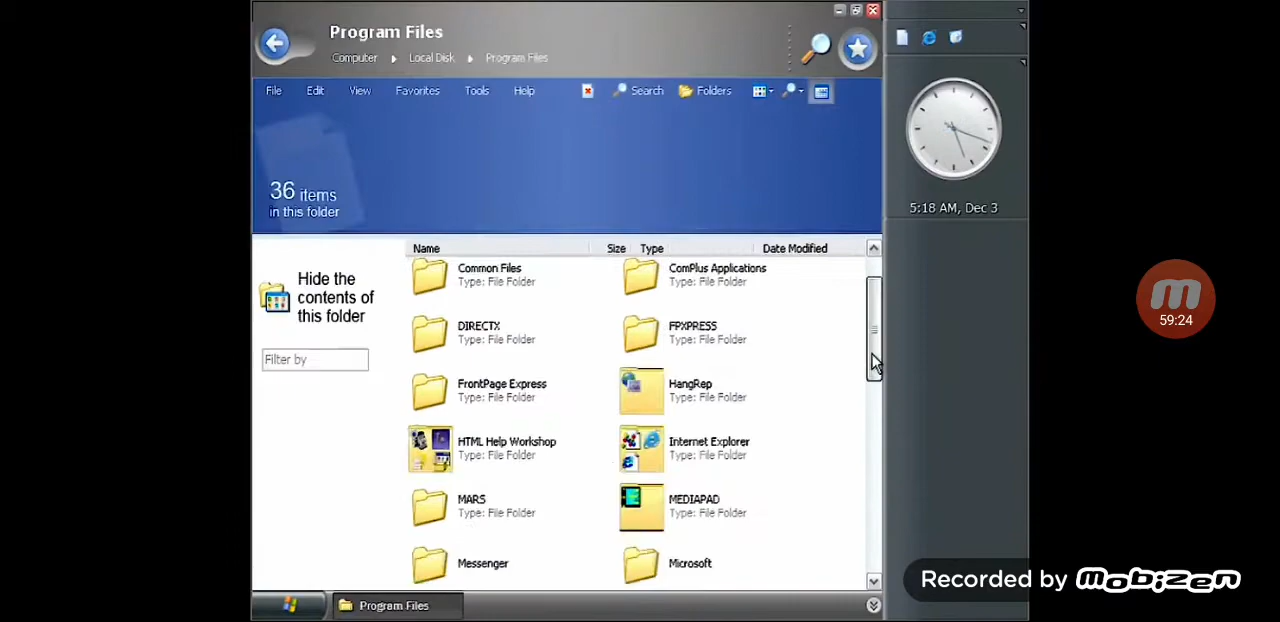 Program Files
Computer Local Disk Program Files
File Edit View Favorites Tools Help Search Folders
36 items
in this folder
5:18 AM, Dec 3
Name Size Type Date Modified
Hide the
contents of
this folder
Filter by
Common Files
Type: File Folder
ComPlus Applications
Type: File Folder
DIRECTX
Type: File Folder
FPXPRESS
Type: File Folder
FrontPage Express
Type: File Folder
HangRep
Type: File Folder
HTML Help Workshop
Type: File Folder
Internet Explorer
Type: File Folder
MARS
Type: File Folder
MEDIAPAD
Type: File Folder
Messenger
Microsoft
Program Files
59:24
Recorded by mobizen